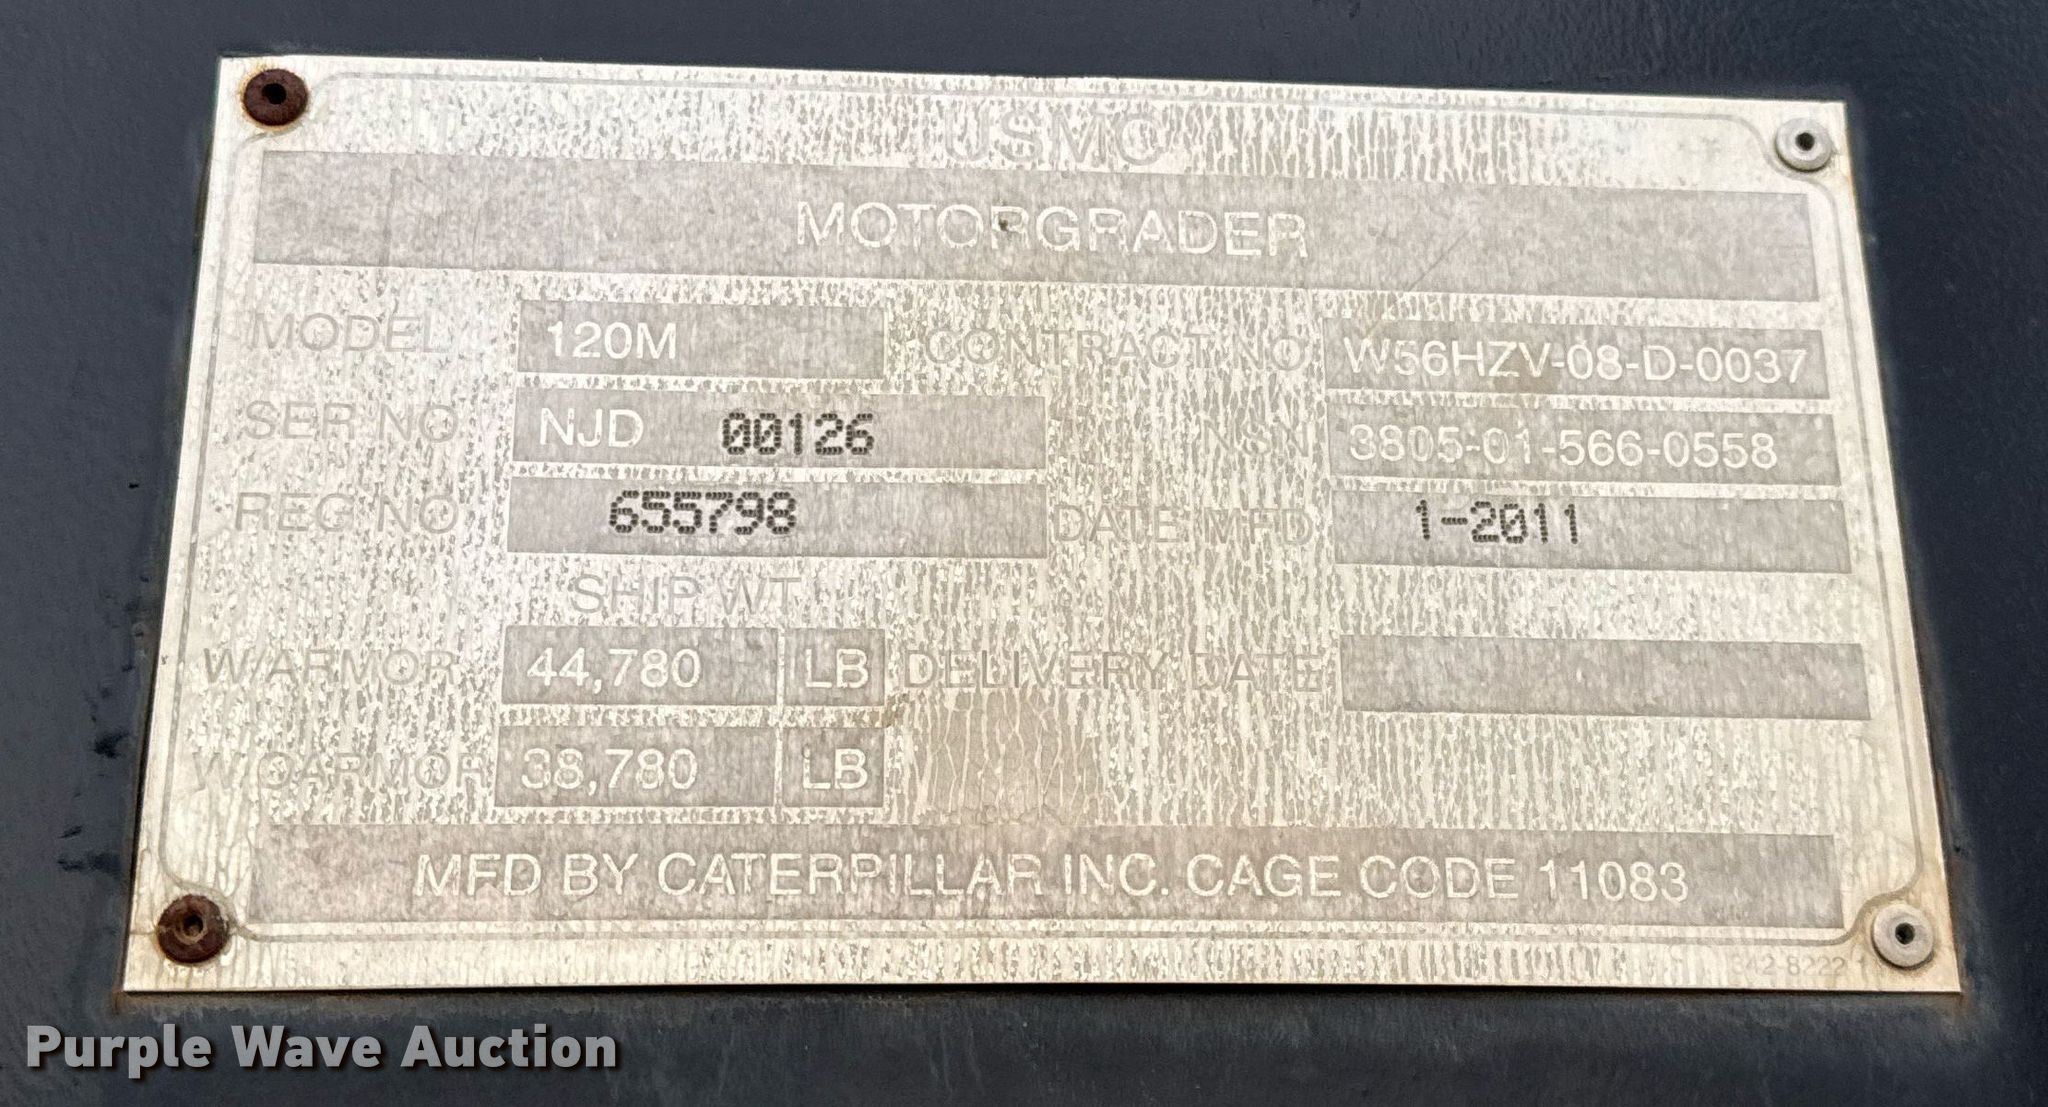 USMC
MOTORGRADER
MODEL 120M CONTRACT NO W56HZV-08-D-0037
SER NO NJD 00126 NSN 3805-01-566-0558
REG NO 655798 DATE MFD 1-2011
SHIP WT
W/ARMOR 44,780 LB DELIVERY DATE
W/OARMOR 38,780 LB
MFD BY CATERPILLAR INC. CAGE CODE 11083
Purple Wave Auction